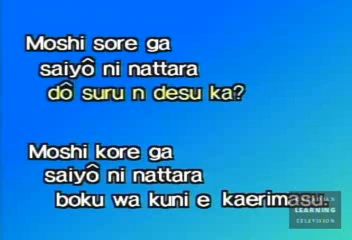 Moshi sore ga
saiyô ni nattara
dô suru n desu ka?
Moshi kore ga
saiyô ni nattara
boku wa kuni e kaerimasu.
LEARNING
TELEVISION